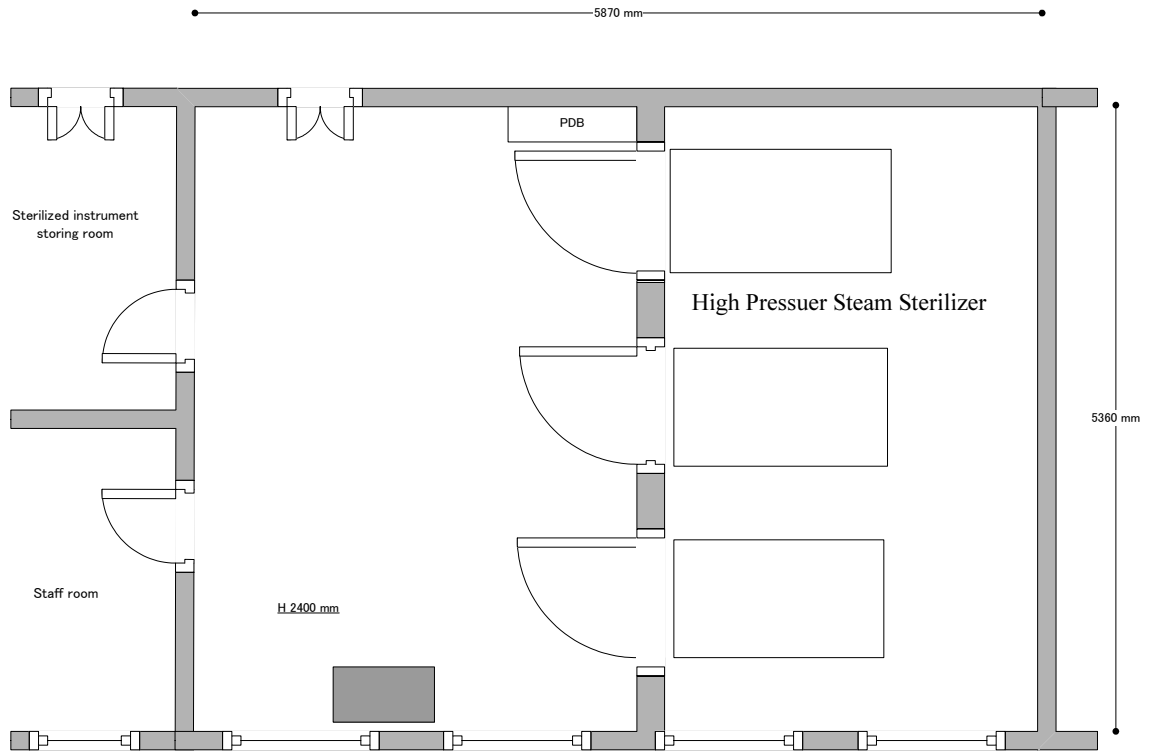 5870 mm
PDB
Sterilized instrument
storing room
High Pressuer Steam Sterilizer
5360 mm
Staff room
H 2400 mm